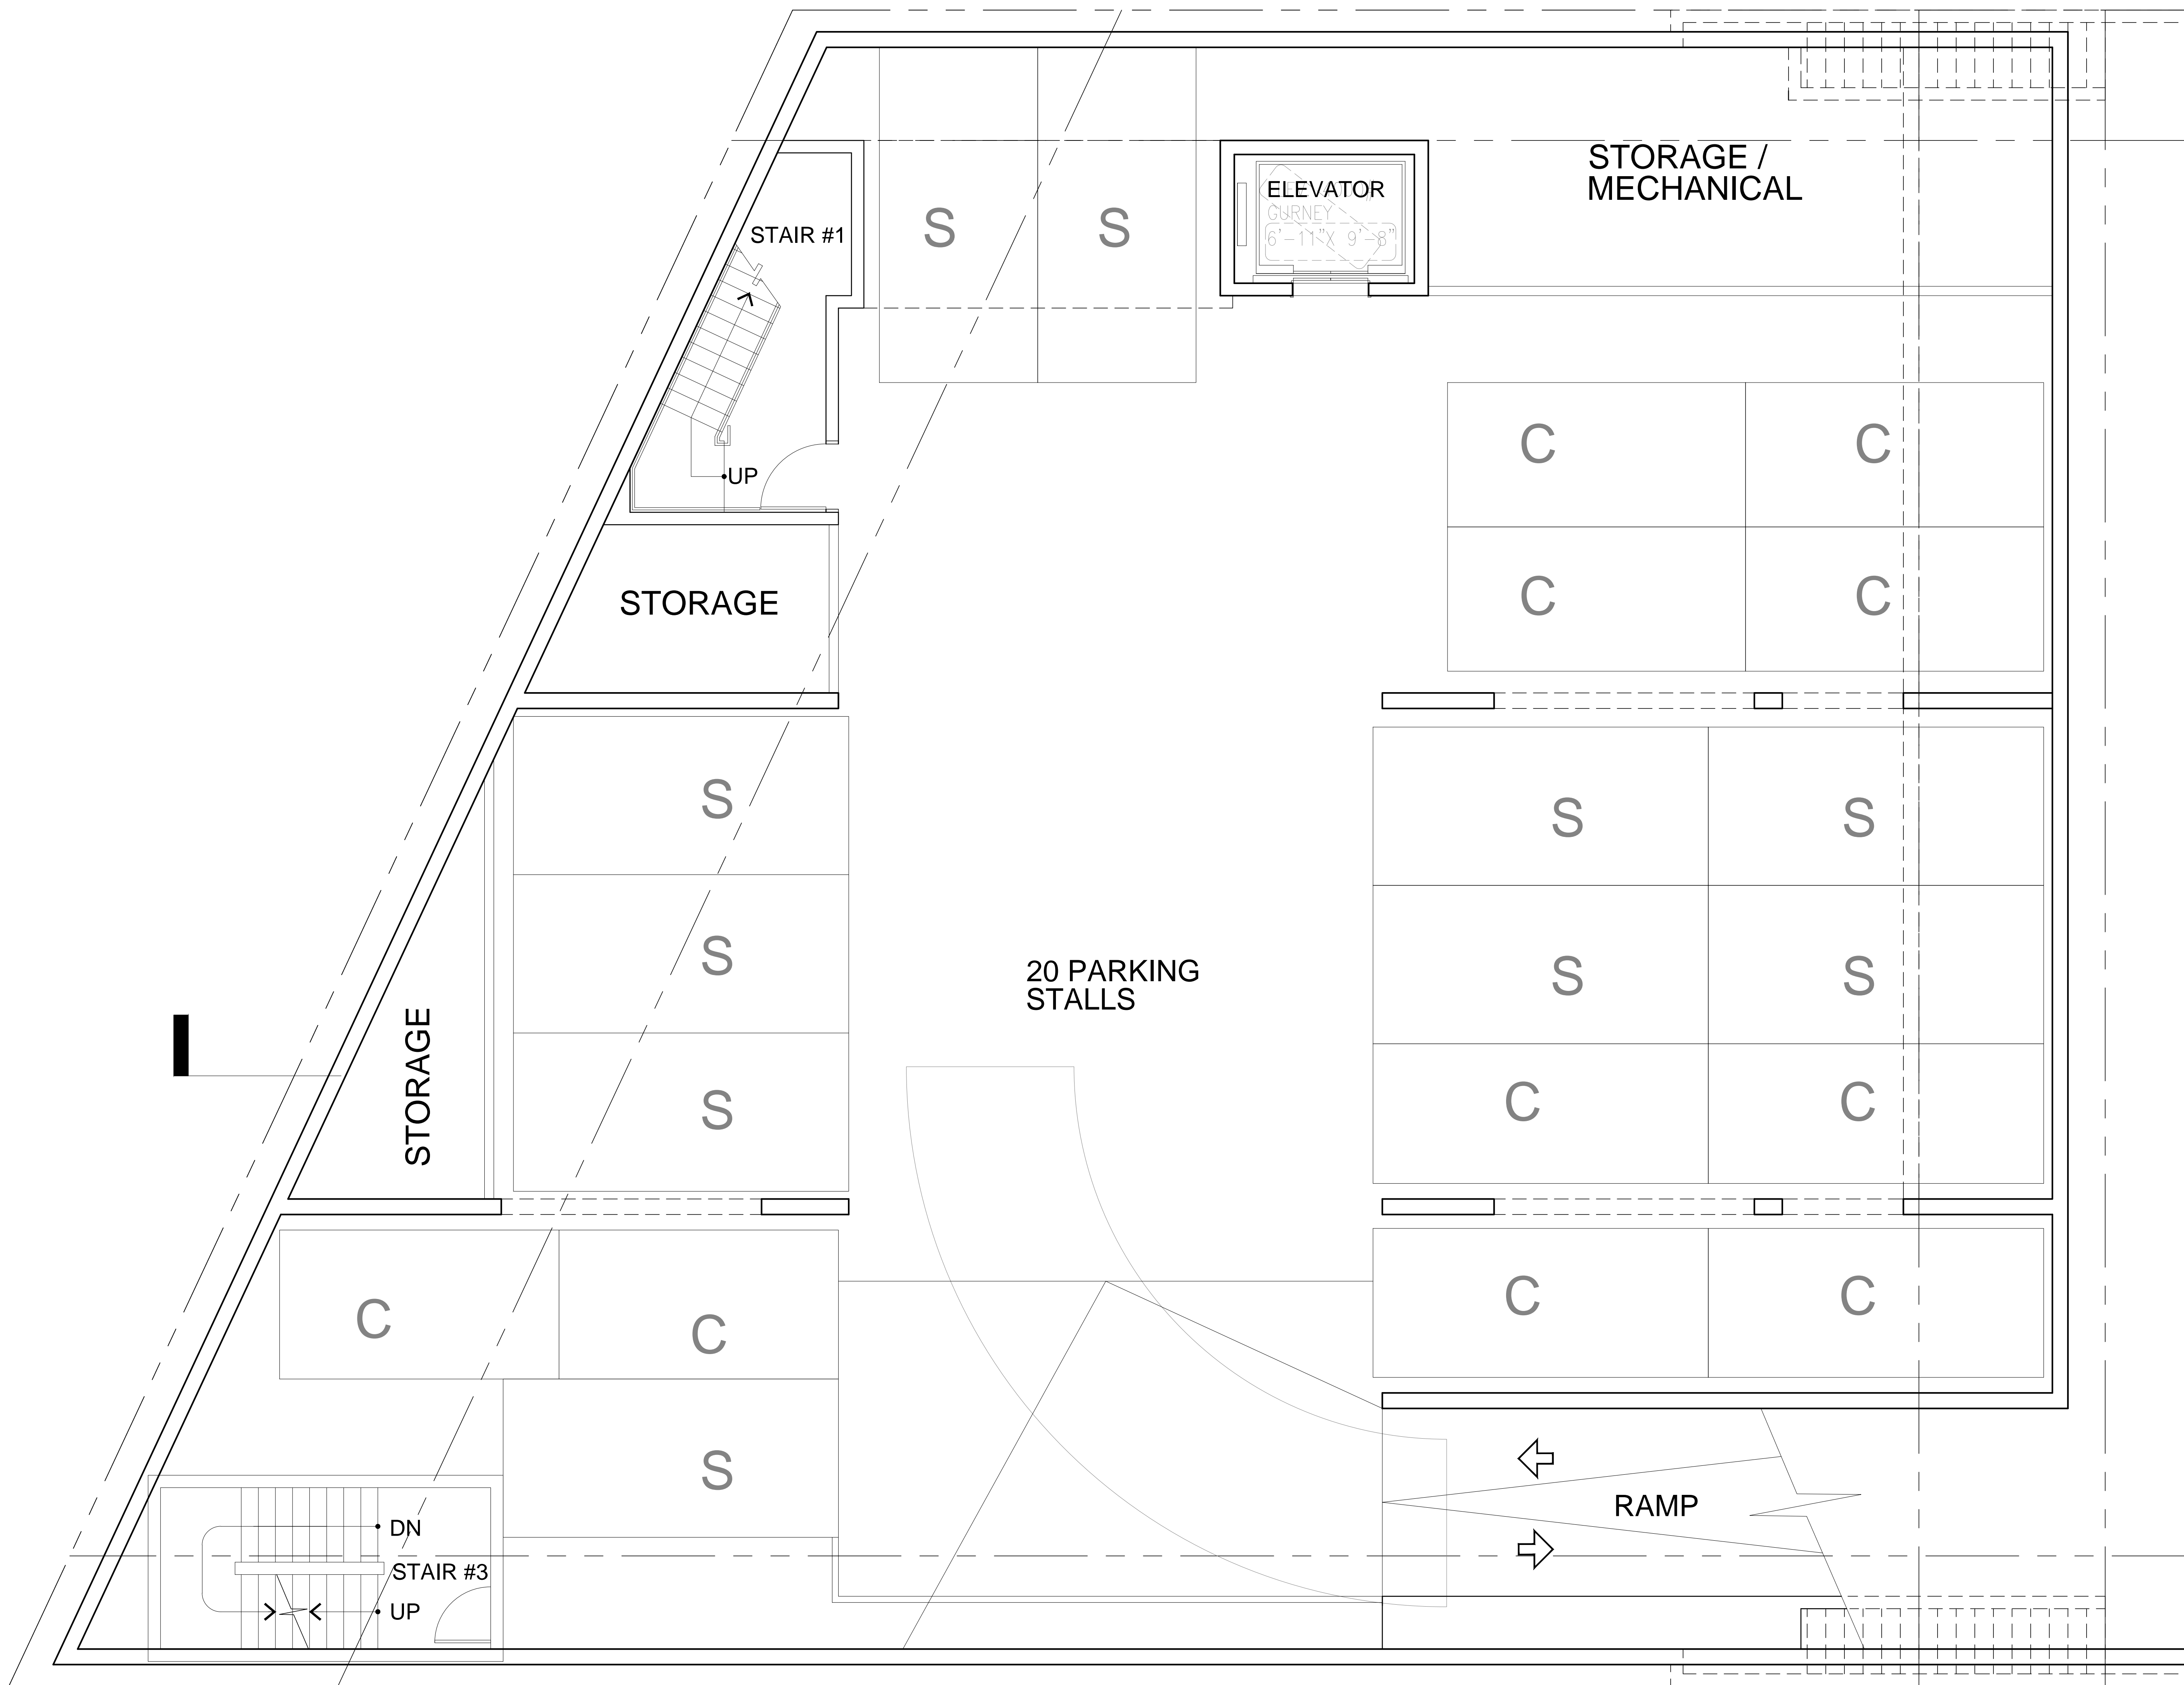 STORAGE /
MECHANICAL
ELEVATOR
GURNEY
6'-11"X 9'-8"
STAIR #1
S
S
C
C
UP
C
C
STORAGE
S
S
S
S
20 PARKING
STALLS
S
S
S
STORAGE
S
C
C
C
C
C
C
S
RAMP
DN
STAIR #3
UP